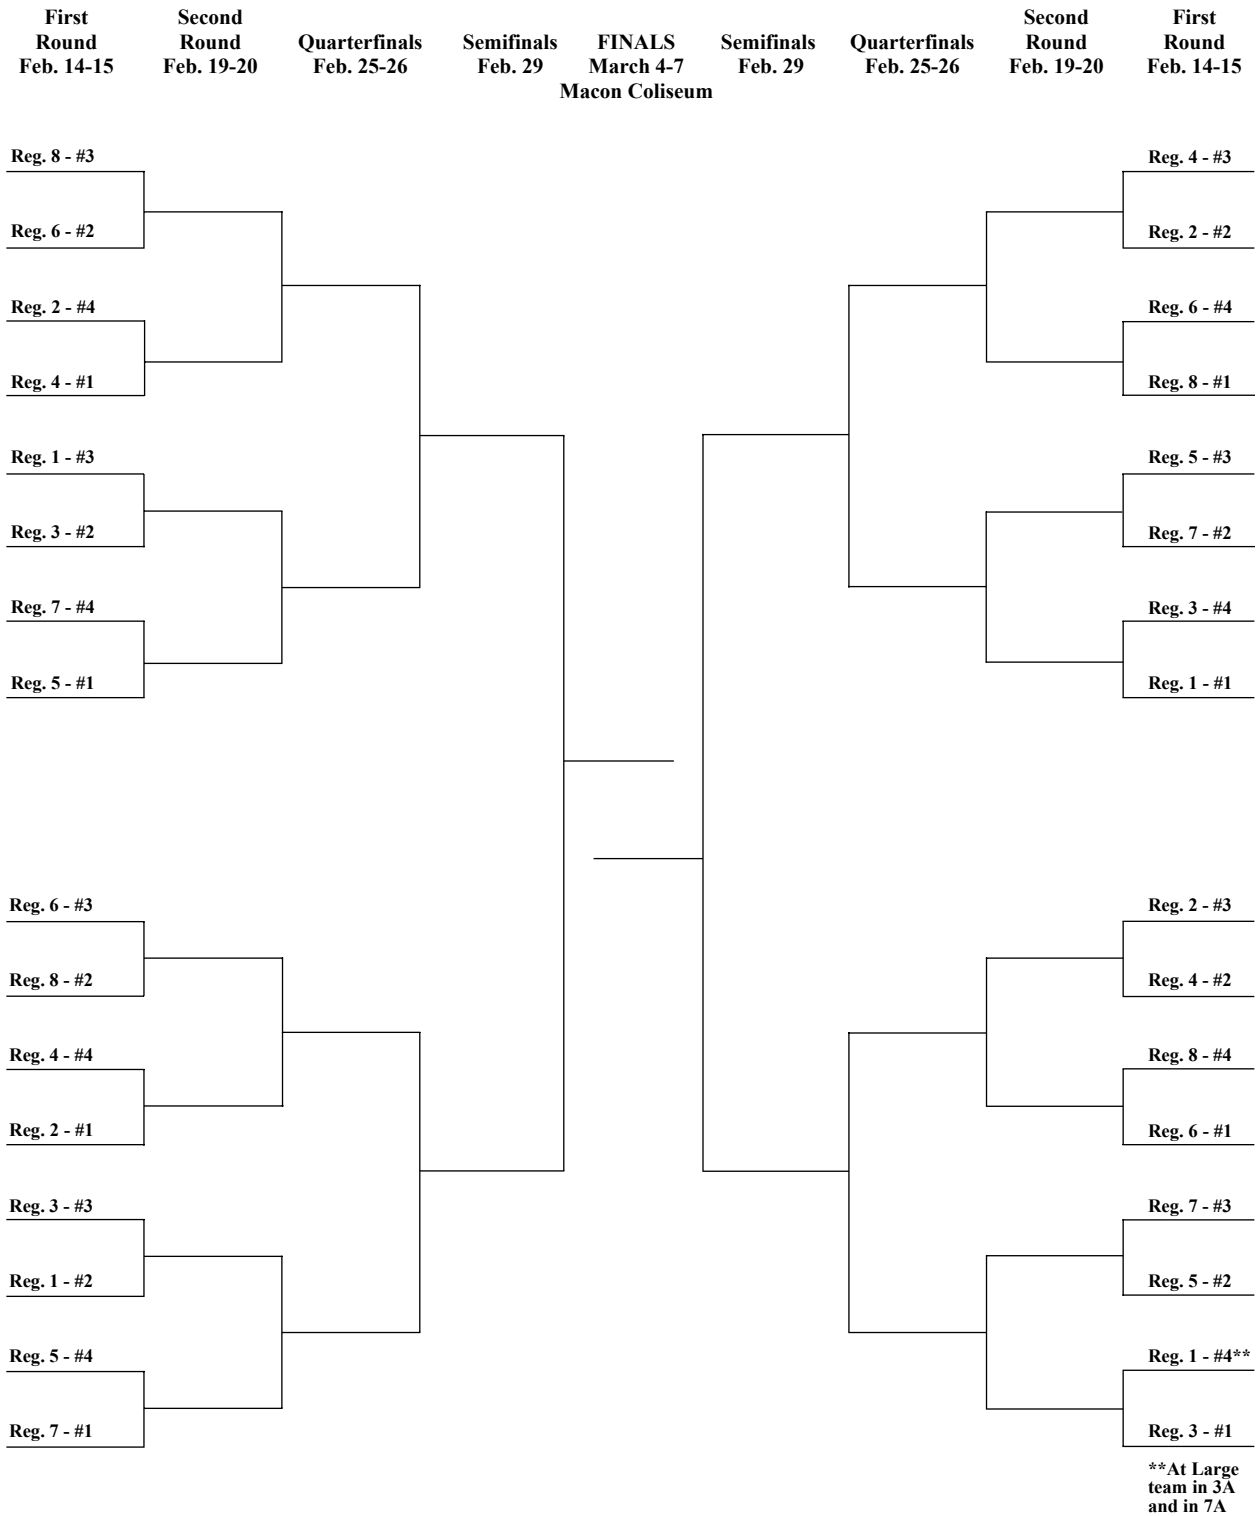 First
Round
Feb. 14-15
Second
Round
Feb. 19-20
Quarterfinals
Feb. 25-26
Semifinals
Feb. 29
FINALS
March 4-7
Macon Coliseum
Semifinals
Feb. 29
Quarterfinals
Feb. 25-26
Second
Round
Feb. 19-20
First
Round
Feb. 14-15
Reg. 8 - #3
Reg. 6 - #2
Reg. 2 - #4
Reg. 4 - #1
Reg. 1 - #3
Reg. 3 - #2
Reg. 7 - #4
Reg. 5 - #1
Reg. 6 - #3
Reg. 8 - #2
Reg. 4 - #4
Reg. 2 - #1
Reg. 3 - #3
Reg. 1 - #2
Reg. 5 - #4
Reg. 7 - #1
Reg. 4 - #3
Reg. 2 - #2
Reg. 6 - #4
Reg. 8 - #1
Reg. 5 - #3
Reg. 7 - #2
Reg. 3 - #4
Reg. 1 - #1
Reg. 2 - #3
Reg. 4 - #2
Reg. 8 - #4
Reg. 6 - #1
Reg. 7 - #3
Reg. 5 - #2
Reg. 1 - #4**
Reg. 3 - #1
**At Large
team in 3A
and in 7A